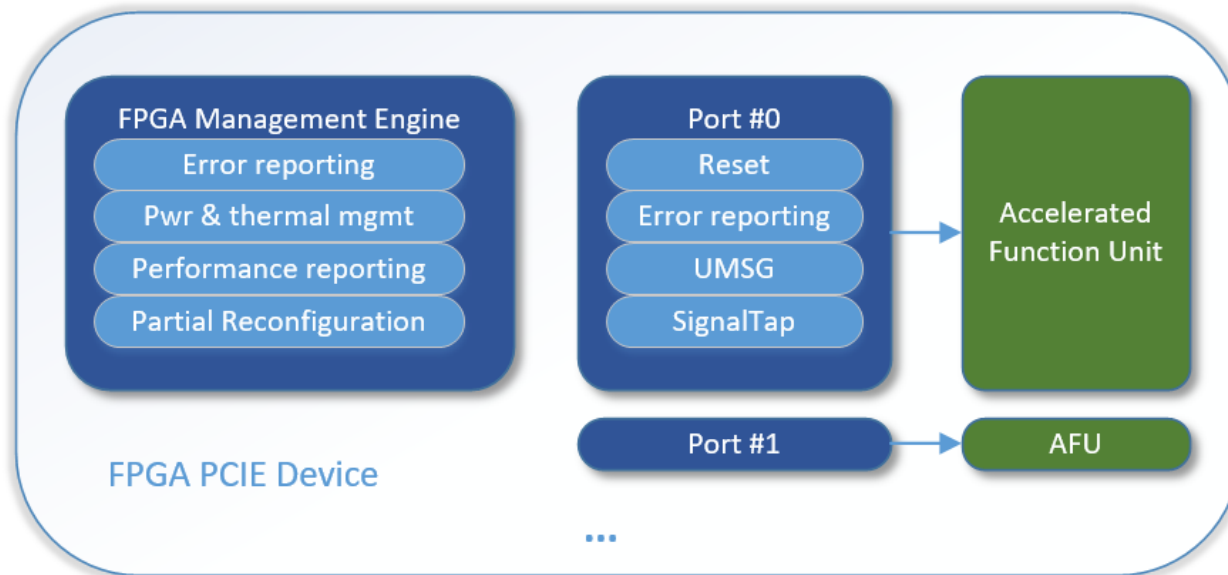 FPGA Management Engine
Error reporting
Pwr & thermal mgmt
Performance reporting
Partial Reconfiguration
Port #0
Reset
Error reporting
UMSG
SignalTap
Accelerated
Function Unit
Port #1
AFU
FPGA PCIE Device
...